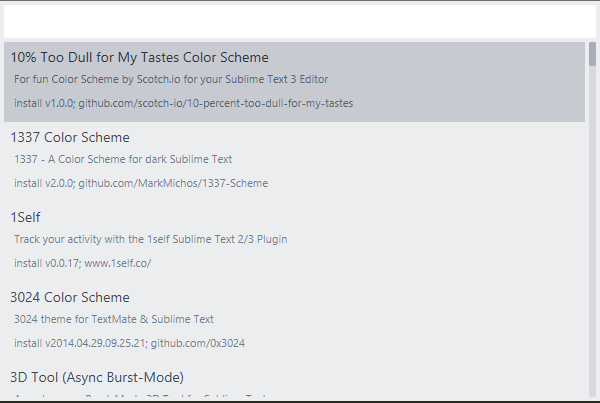 10% Too Dull for My Tastes Color Scheme
For fun Color Scheme by Scotch.io for your Sublime Text 3 Editor
install v1.0.0; github.com/scotch-io/10-percent-too-dull-for-my-tastes
1337 Color Scheme
1337 - A Color Scheme for dark Sublime Text
install v2.0.0; github.com/MarkMichos/1337-Scheme
1Self
Track your activity with the 1self Sublime Text 2/3 Plugin
install v0.0.17; www.1self.co/
3024 Color Scheme
3024 theme for TextMate & Sublime Text
install v2014.04.29.09.25.21; github.com/0x3024
3D Tool (Async Burst-Mode)